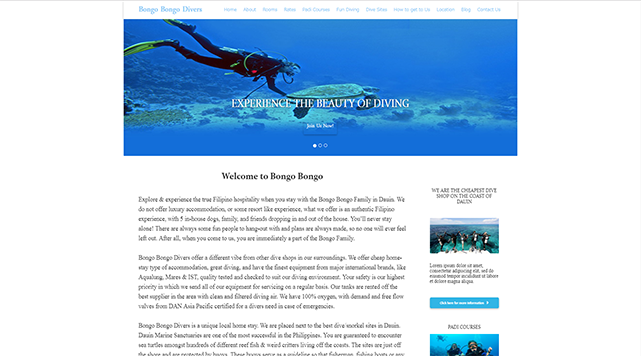 Bongo Bongo Divers
Home About Rooms Rates Padi Courses Fun Diving Dive Sites How to get to Us Location Blog Contact Us
EXPERIENCE THE BEAUTY OF DIVING
Join Us Now!
Welcome to Bongo Bongo
Explore & experience the true Filipino hospitality when you stay with the Bongo Bongo Family in Dauin. We
do not offer luxury accommodation, or some resort like experience, what we offer is an authentic Filipino
experience, with 5 in-house dogs, family, and friends dropping in and out of the house. You'll never stay
alone! There are always some fun people to hang-out with and plans are always made, so no one will ever feel
left out. After all, when you come to us, you are immediately a part of the Bongo Family.
Bongo Bongo Divers offer a different vibe from other dive shops in our surroundings. We offer cheap home-
stay type of accommodation, great diving, and have the finest equipment from major international brands, like
Aqualung, Mares & IST, quality tested and checked to suit our diving environment. Your safety is our highest
priority in which we send all of our equipment for servicing on a regular basis. Our tanks are rented off the
best supplier in the area with clean and filtered diving air. We have 100% oxygen, with demand and free flow
valves from DAN Asia Pacific certified for a divers need in case of emergencies.
Bongo Bongo Divers is a unique local home stay. We are placed next to the best dive/snorkel sites in Dauin.
Dauin Marine Sanctuaries are one of the most successful in the Philippines. You are guaranteed to encounter
sea turtles amongst hundreds of different reef fish & weird critters living off the coasts. The sites are just off
the shore and are protected by buoys. These buoys serve as a guideline so that fishermen, fishing boats or any
WE ARE THE CHEAPEST DIVE
SHOP ON THE COAST OF
DAUIN
Lorem ipsum dolor sit amet,
consectetur adipiscing elit, sed do
eiusmod tempor incididunt ut labore
et dolore magna aliqua.
Click here for more information
PADI COURSES